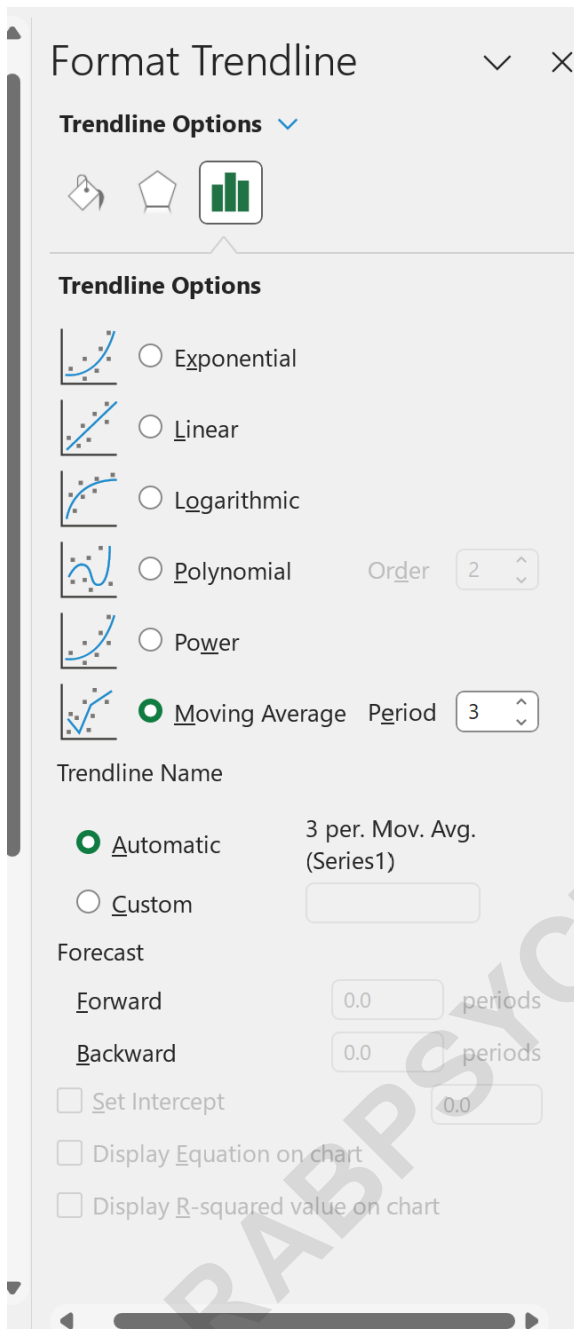 Format Trendline
Trendline Options
Trendline Options
Exponential
Linear
Logarithmic
Polynomial Order 2
Power
Moving Average Period 3
Trendline Name
Automatic 3 per. Mov. Avg.
(Series1)
Custom
Forecast
Forward 0.0 periods
Backward 0.0 periods
Set Intercept 0.0
Display Equation on chart
Display R-squared value on chart